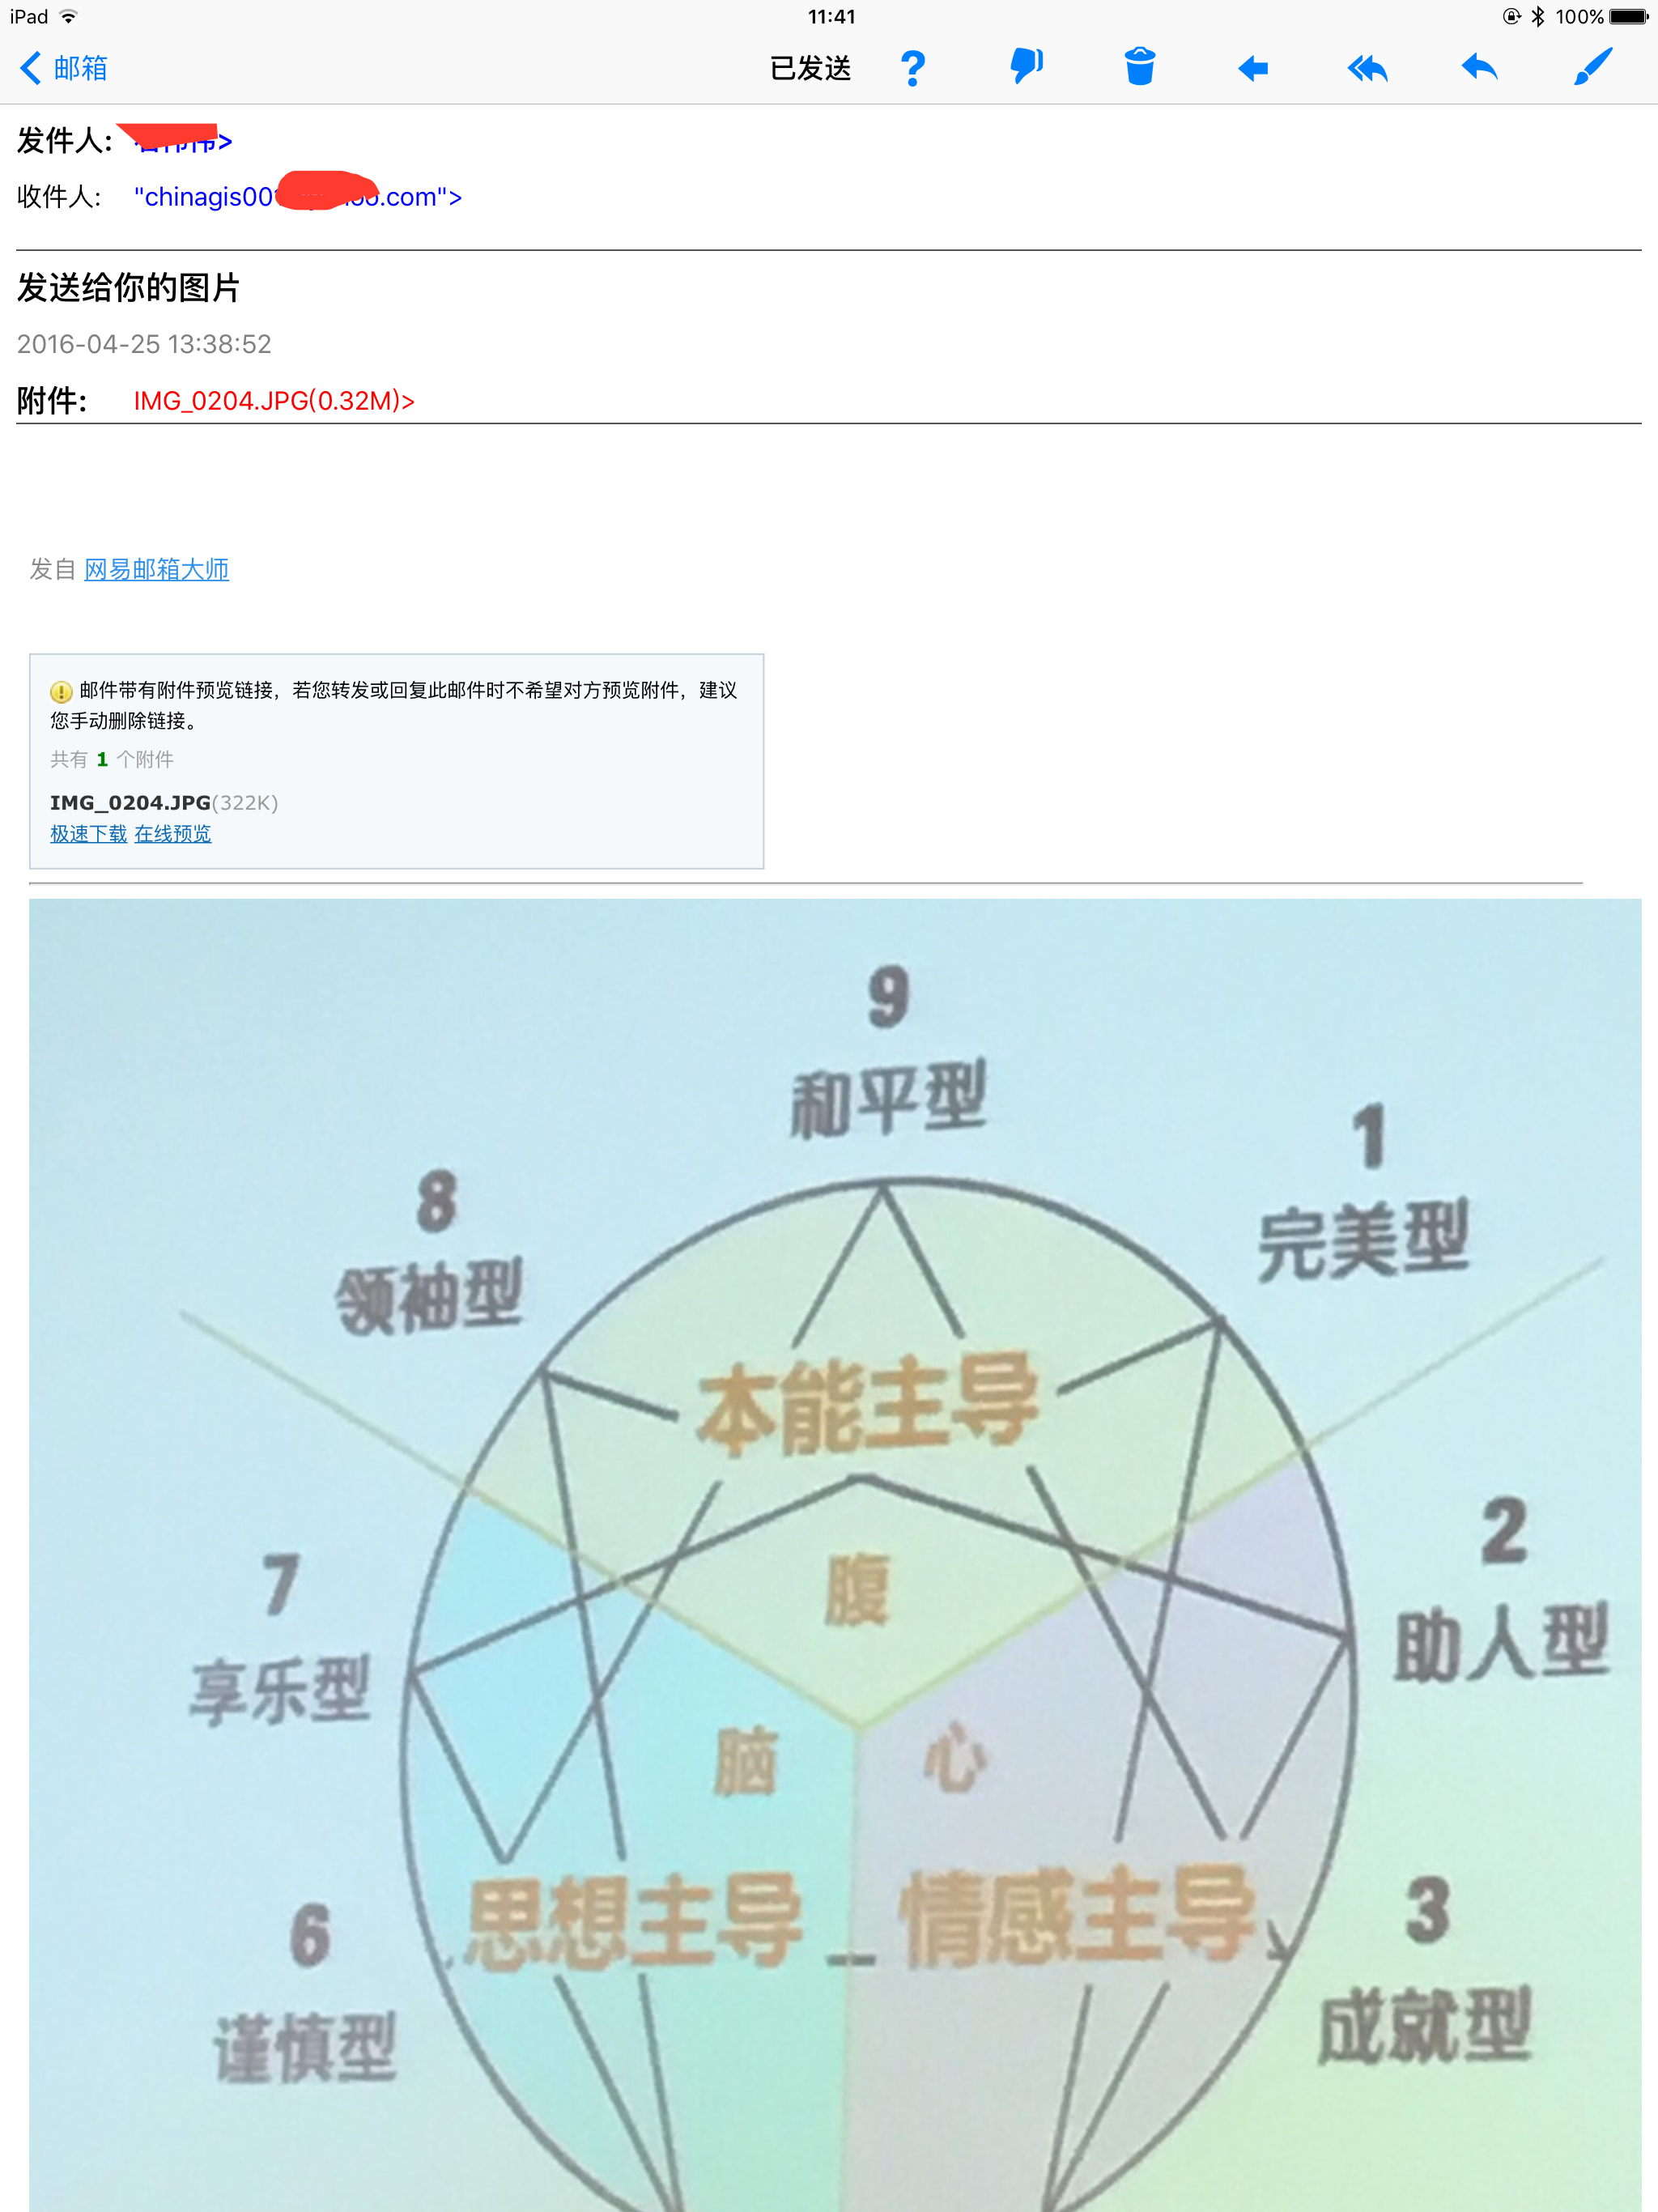 iPad
11:41
100%
邮箱
已发送
发件人: >
收件人: "chinagis00 .com">
发送给你的图片
2016-04-25 13:38:52
附件: IMG_0204.JPG(0.32M)>
发自 网易邮箱大师
邮件带有附件预览链接，若您转发或回复此邮件时不希望对方预览附件，建议
您手动删除链接。
共有 1 个附件
IMG_0204.JPG(322K)
极速下载 在线预览
9
和平型
1
完美型
8
领袖型
本能主导
2
助人型
7
享乐型
腹
脑
心
思想主导
情感主导
3
成就型
6
谨慎型